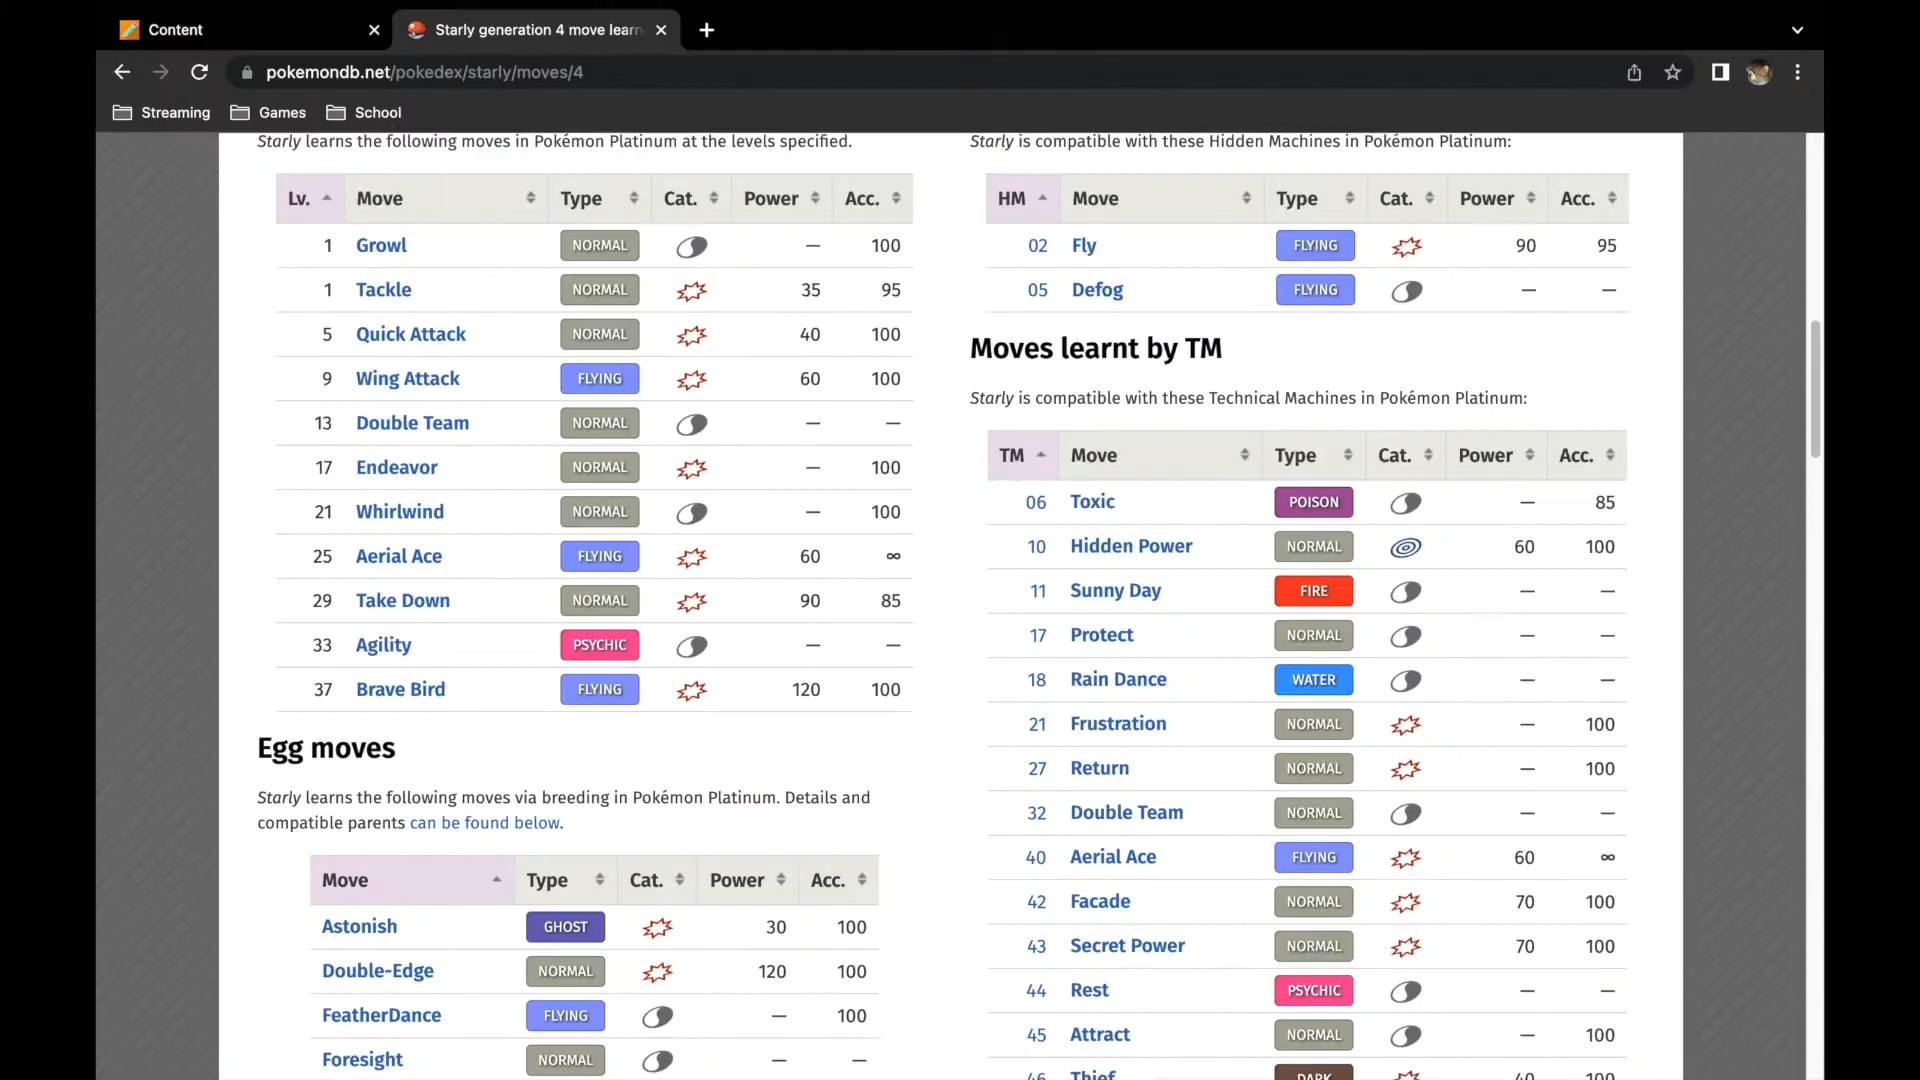 Content
Starly generation 4 move learn
pokemondb.net/pokedex/starly/moves/4
Streaming
Games
School
Starly learns the following moves in Pokémon Platinum at the levels specified.
Lv. Move Type Cat. Power Acc.
1 Growl NORMAL — 100
1 Tackle NORMAL 35 95
5 Quick Attack NORMAL 40 100
9 Wing Attack FLYING 60 100
13 Double Team NORMAL — —
17 Endeavor NORMAL — 100
21 Whirlwind NORMAL — 100
25 Aerial Ace FLYING 60 ∞
29 Take Down NORMAL 90 85
33 Agility PSYCHIC — —
37 Brave Bird FLYING 120 100
Egg moves
Starly learns the following moves via breeding in Pokémon Platinum. Details and
compatible parents can be found below.
Move Type Cat. Power Acc.
Astonish GHOST 30 100
Double-Edge NORMAL 120 100
FeatherDance FLYING — 100
Foresight NORMAL — —
Starly is compatible with these Hidden Machines in Pokémon Platinum:
HM Move Type Cat. Power Acc.
02 Fly FLYING 90 95
05 Defog FLYING — —
Moves learnt by TM
Starly is compatible with these Technical Machines in Pokémon Platinum:
TM Move Type Cat. Power Acc.
06 Toxic POISON — 85
10 Hidden Power NORMAL 60 100
11 Sunny Day FIRE — —
17 Protect NORMAL — —
18 Rain Dance WATER — —
21 Frustration NORMAL — 100
27 Return NORMAL — 100
32 Double Team NORMAL — —
40 Aerial Ace FLYING 60 ∞
42 Facade NORMAL 70 100
43 Secret Power NORMAL 70 100
44 Rest PSYCHIC — —
45 Attract NORMAL — 100
46 Thief DARK 40 100